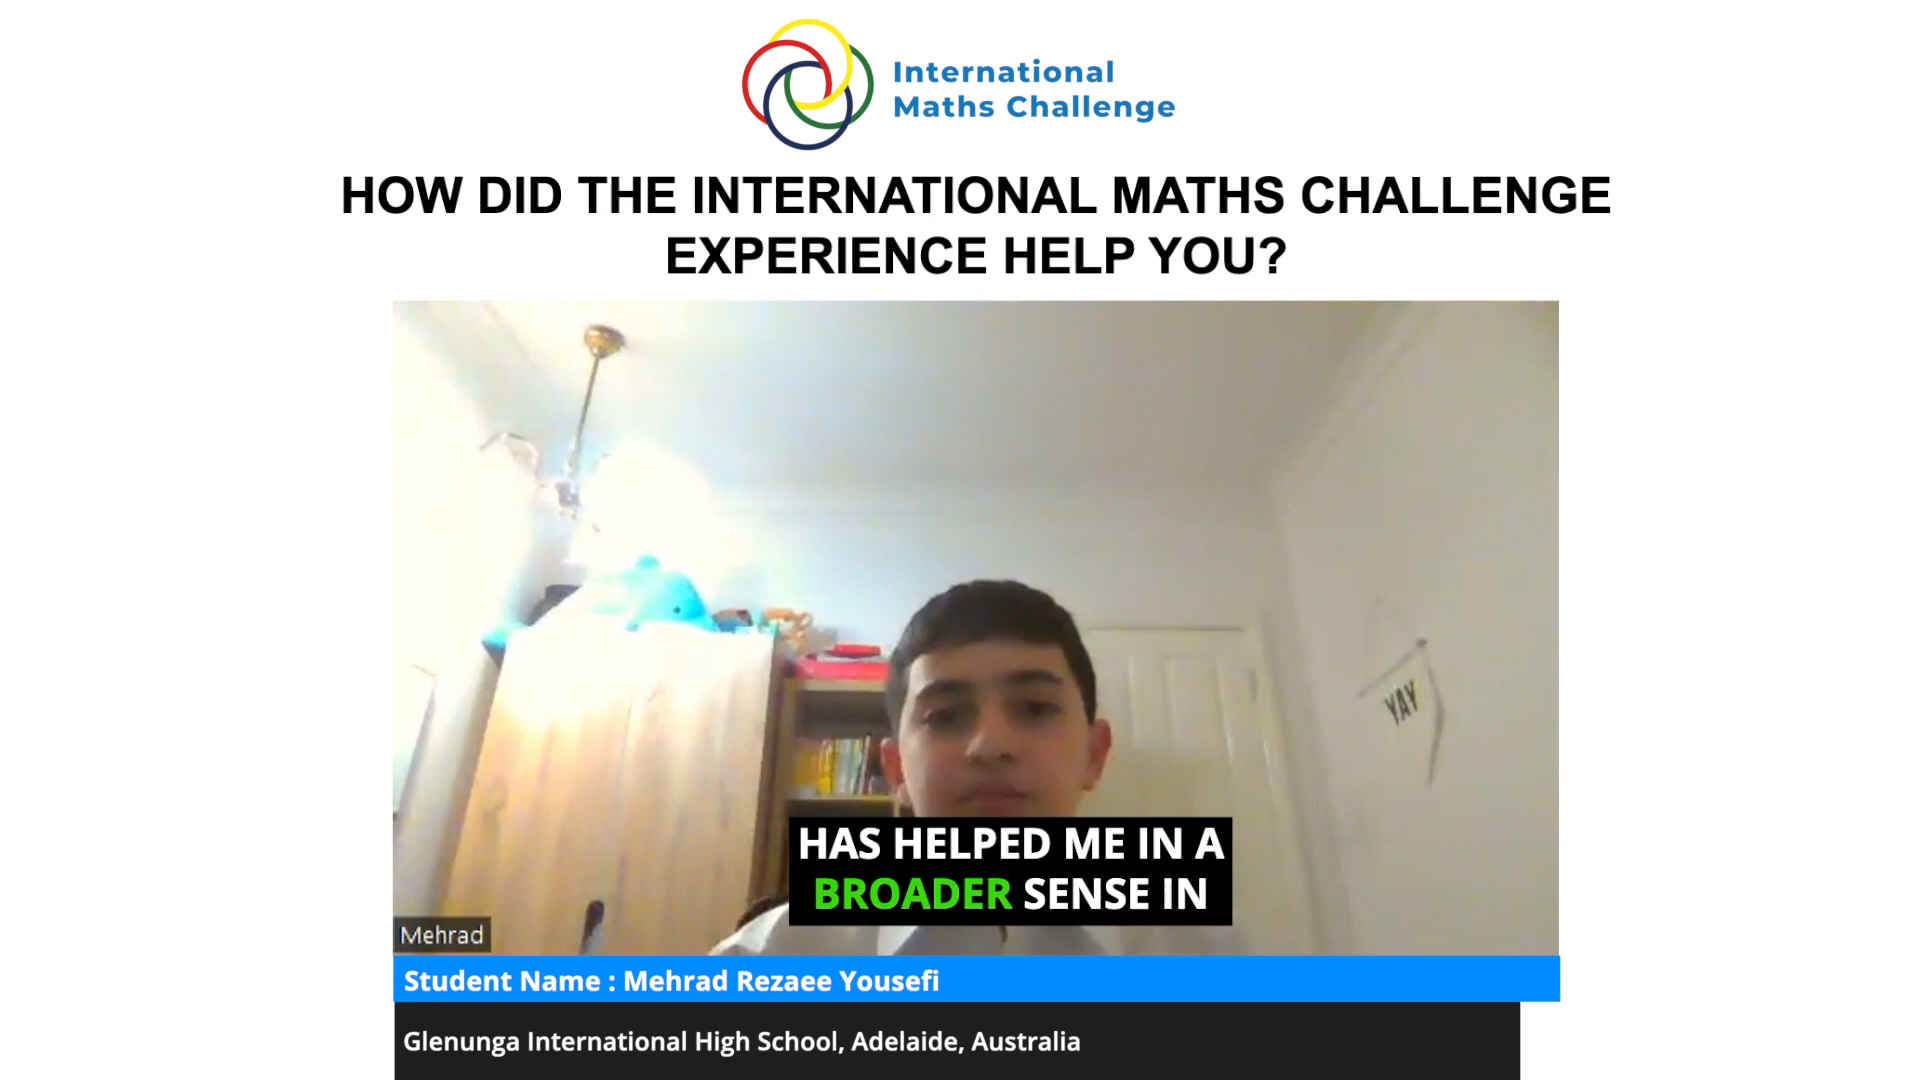 International
Maths Challenge
HOW DID THE INTERNATIONAL MATHS CHALLENGE
EXPERIENCE HELP YOU?
YAY
HAS HELPED ME IN A
BROADER SENSE IN
Mehrad
Student Name : Mehrad Rezaee Yousefi
Glenunga International High School, Adelaide, Australia